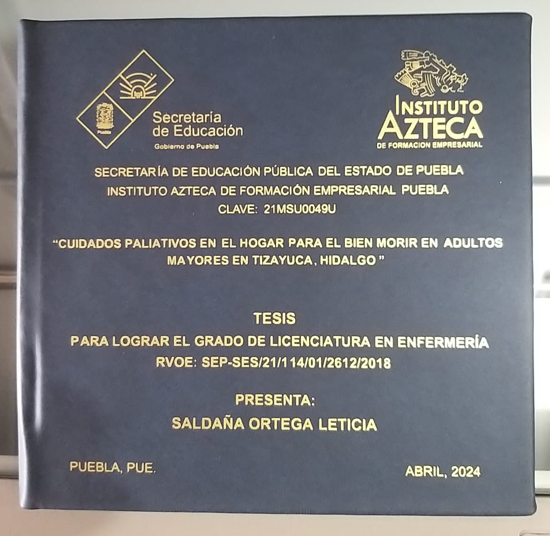 Puebla
Secretaría
de Educación
Gobierno de Puebla
INSTITUTO
AZTECA
DE FORMACIÓN EMPRESARIAL
SECRETARÍA DE EDUCACIÓN PÚBLICA DEL ESTADO DE PUEBLA
INSTITUTO AZTECA DE FORMACIÓN EMPRESARIAL PUEBLA
CLAVE: 21MSU0049U
“CUIDADOS PALIATIVOS EN EL HOGAR PARA EL BIEN MORIR EN ADULTOS
MAYORES EN TIZAYUCA, HIDALGO ”
TESIS
PARA LOGRAR EL GRADO DE LICENCIATURA EN ENFERMERÍA
RVOE: SEP-SES/21/114/01/2612/2018
PRESENTA:
SALDAÑA ORTEGA LETICIA
PUEBLA, PUE.
ABRIL, 2024